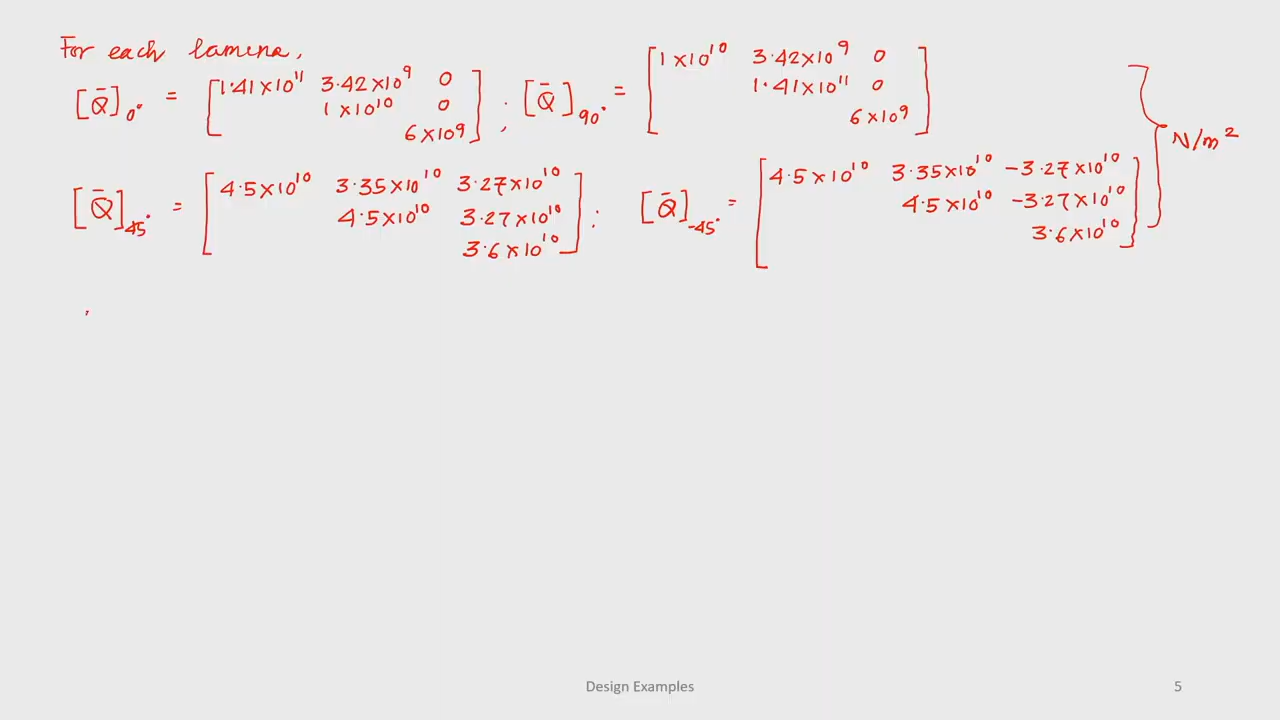 For each lamina,
[Q̄]₀° = [1.41×10¹¹ 3.42×10⁹ 0 ; [Q̄]₉₀° = [1×10¹⁰ 3.42×10⁹ 0
1×10¹⁰ 0 1.41×10¹¹ 0
6×10⁹] 6×10⁹]
N/m²
[Q̄]₄₅° = [4.5×10¹⁰ 3.35×10¹⁰ 3.27×10¹⁰ ; [Q̄]₋₄₅° = [4.5×10¹⁰ 3.35×10¹⁰ -3.27×10¹⁰
4.5×10¹⁰ 3.27×10¹⁰ 4.5×10¹⁰ -3.27×10¹⁰
3.6×10¹⁰] 3.6×10¹⁰]
Design Examples 5